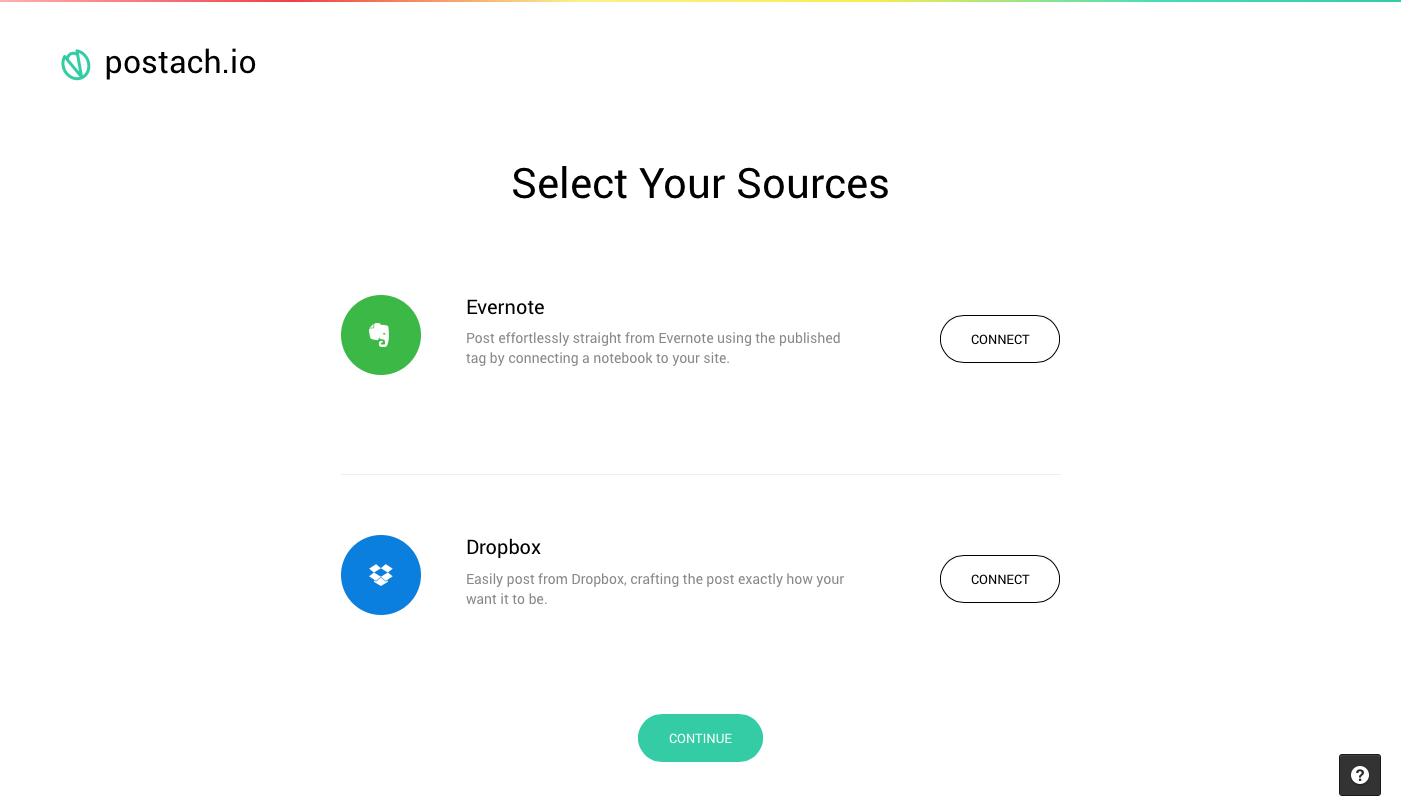 postach.io
Select Your Sources
Evernote
Post effortlessly straight from Evernote using the published
tag by connecting a notebook to your site.
CONNECT
Dropbox
Easily post from Dropbox, crafting the post exactly how your
want it to be.
CONNECT
CONTINUE
?